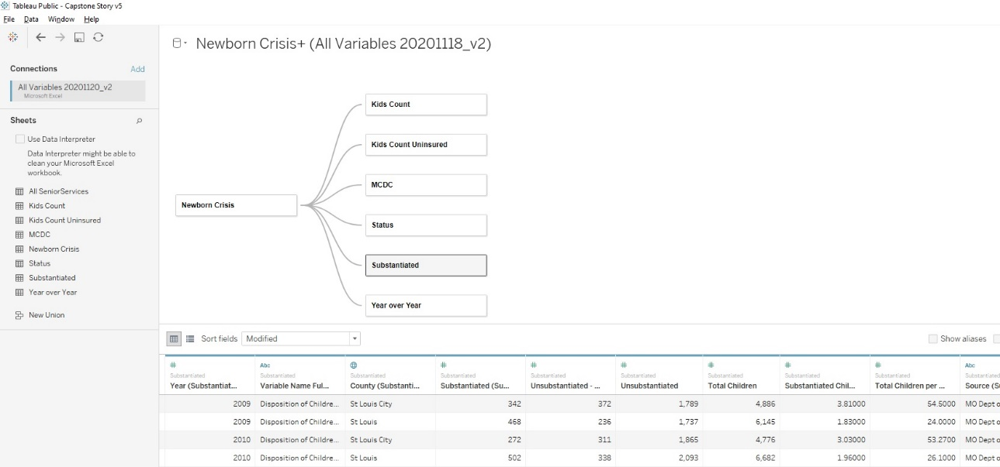 Tableau Public - Capstone Story v5
File Data Window Help
Newborn Crisis+ (All Variables 20201118_v2)
Connections Add
All Variables 20201120_v2
Microsoft Excel
Sheets
Use Data Interpreter
Data Interpreter might be able to
clean your Microsoft Excel
workbook.
All SeniorServices
Kids Count
Kids Count Uninsured
MCDC
Newborn Crisis
Status
Substantiated
Year over Year
New Union
Newborn Crisis
Kids Count
Kids Count Uninsured
MCDC
Status
Substantiated
Year over Year
Sort fields Modified Show aliases
# Abc # # # # # # Abc
Substantiated Substantiated Substantiated Substantiated Substantiated Substantiated Substantiated Substantiated Substantiated Substantiated
Year (Substantiat... Variable Name Ful... County (Substanti... Substantiated (Su... Unsubstantiated - ... Unsubstantiated Total Children Substantiated Chil... Total Children per ... Source (S
2009 Disposition of Childre... St Louis City 342 372 1,789 4,886 3.81000 54.5000 MO Dept o
2009 Disposition of Childre... St Louis 468 236 1,737 6,145 1.83000 24.0000 MO Dept o
2010 Disposition of Childre... St Louis City 272 311 1,865 4,776 3.03000 53.2700 MO Dept o
2010 Disposition of Childre... St Louis 502 338 2,093 6,682 1.96000 26.1000 MO Dept o